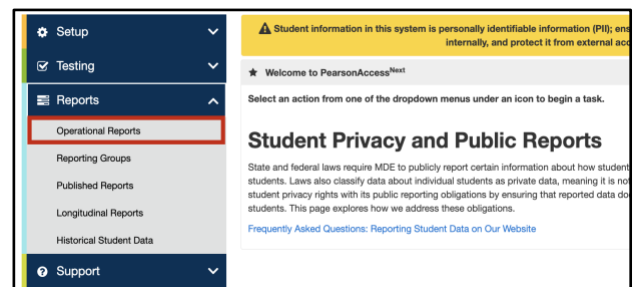 Setup
Testing
Reports
Operational Reports
Reporting Groups
Published Reports
Longitudinal Reports
Historical Student Data
Support
Student information in this system is personally identifiable information (PII); ens
internally, and protect it from external acc
Welcome to PearsonAccessNext
Select an action from one of the dropdown menus under an icon to begin a task.
Student Privacy and Public Reports
State and federal laws require MDE to publicly report certain information about how student
students. Laws also classify data about individual students as private data, meaning it is not
student privacy rights with its public reporting obligations by ensuring that reported data do
students. This page explores how we address these obligations.
Frequently Asked Questions: Reporting Student Data on Our Website